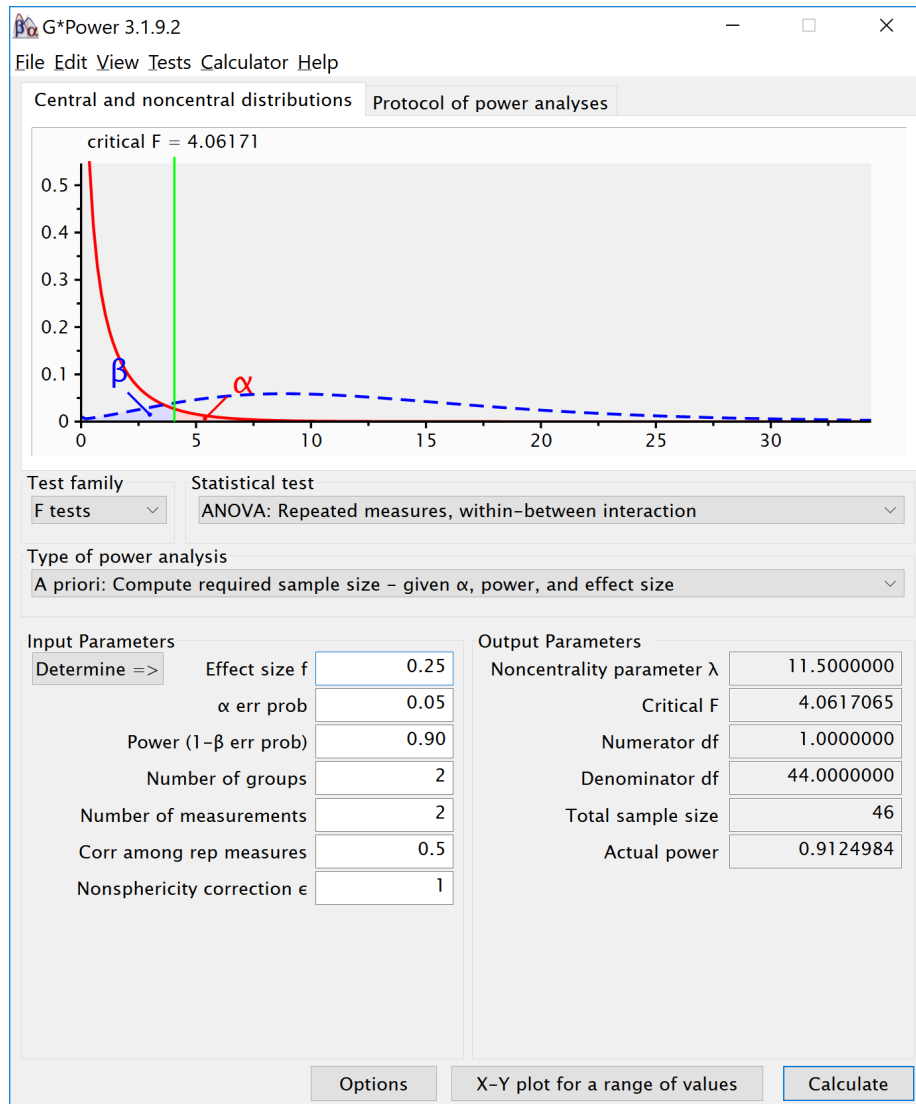 G*Power 3.1.9.2
File Edit View Tests Calculator Help
Central and noncentral distributions Protocol of power analyses
critical F = 4.06171
0.5
0.4
0.3
0.2
0.1
0
β
α
0 5 10 15 20 25 30
Test family Statistical test
F tests ANOVA: Repeated measures, within-between interaction
Type of power analysis
A priori: Compute required sample size - given α, power, and effect size
Input Parameters Output Parameters
Determine => Effect size f 0.25 Noncentrality parameter λ 11.5000000
α err prob 0.05 Critical F 4.0617065
Power (1-β err prob) 0.90 Numerator df 1.0000000
Number of groups 2 Denominator df 44.0000000
Number of measurements 2 Total sample size 46
Corr among rep measures 0.5 Actual power 0.9124984
Nonsphericity correction ϵ 1
Options X-Y plot for a range of values Calculate